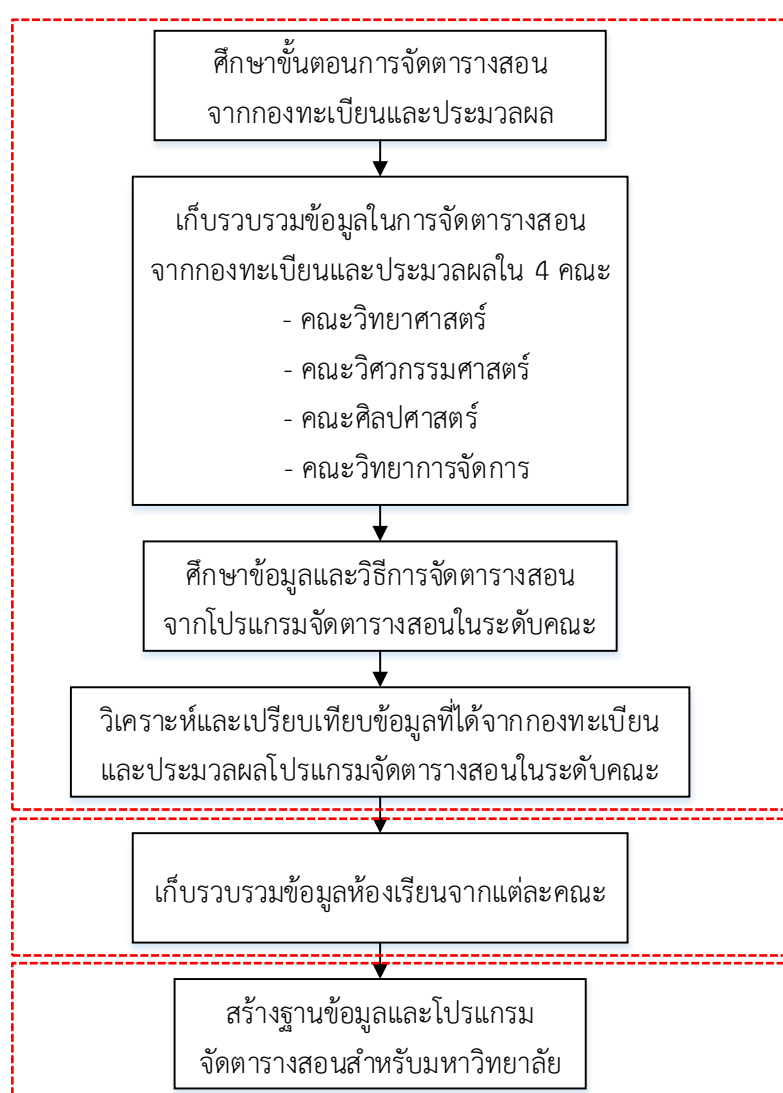 ศึกษาขั้นตอนการจัดตารางสอน
จากกองทะเบียนและประมวลผล
เก็บรวบรวมข้อมูลในการจัดตารางสอน
จากกองทะเบียนและประมวลผลใน 4 คณะ
- คณะวิทยาศาสตร์
- คณะวิศวกรรมศาสตร์
- คณะศิลปศาสตร์
- คณะวิทยาการจัดการ
ศึกษาข้อมูลและวิธีการจัดตารางสอน
จากโปรแกรมจัดตารางสอนในระดับคณะ
วิเคราะห์และเปรียบเทียบข้อมูลที่ได้จากกองทะเบียน
และประมวลผลโปรแกรมจัดตารางสอนในระดับคณะ
เก็บรวบรวมข้อมูลห้องเรียนจากแต่ละคณะ
สร้างฐานข้อมูลและโปรแกรม
จัดตารางสอนสำหรับมหาวิทยาลัย